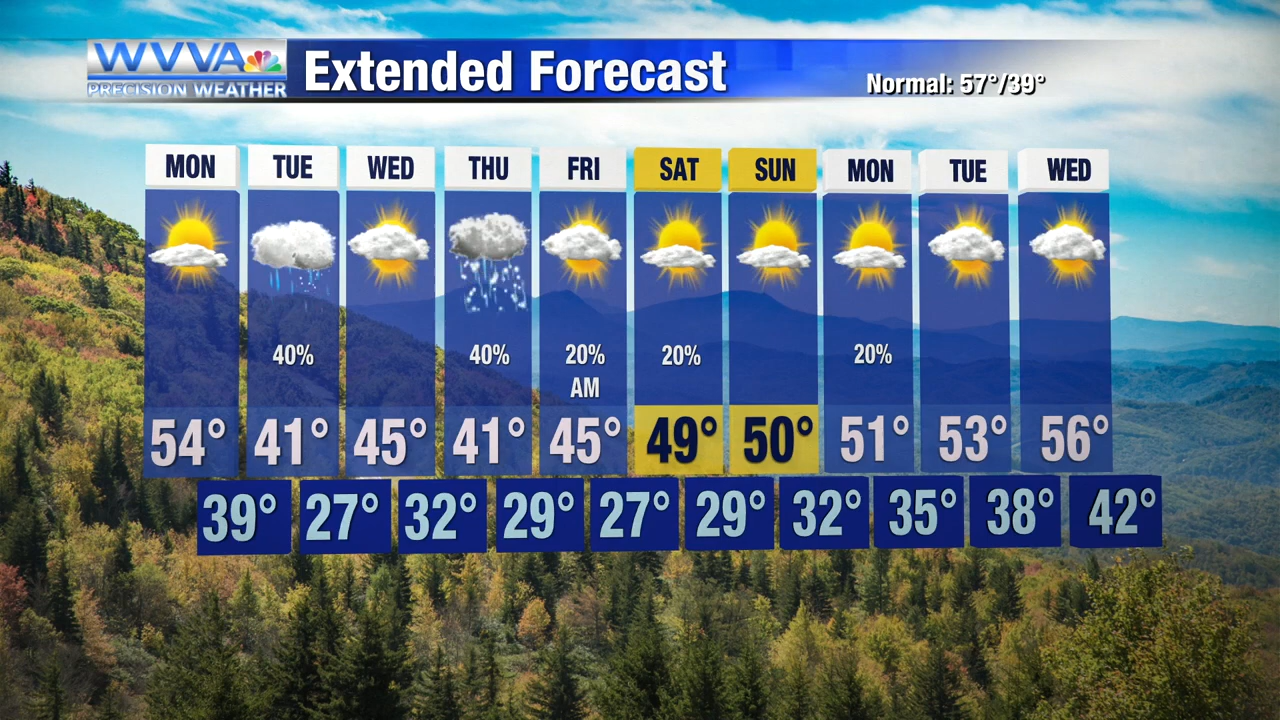 WVVA
PRECISION WEATHER
Extended Forecast
Normal: 57°/39°
MON TUE WED THU FRI SAT SUN MON TUE WED
40% 40% 20% 20% 20%
AM
54° 41° 45° 41° 45° 49° 50° 51° 53° 56°
39° 27° 32° 29° 27° 29° 32° 35° 38° 42°